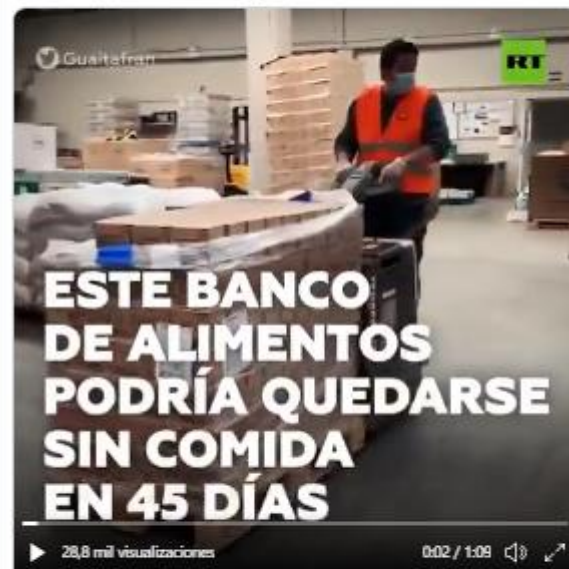 Guaitafran
RT
ESTE BANCO
DE ALIMENTOS
PODRÍA QUEDARSE
SIN COMIDA
EN 45 DÍAS
28,8 mil visualizaciones
0:02 / 1:09